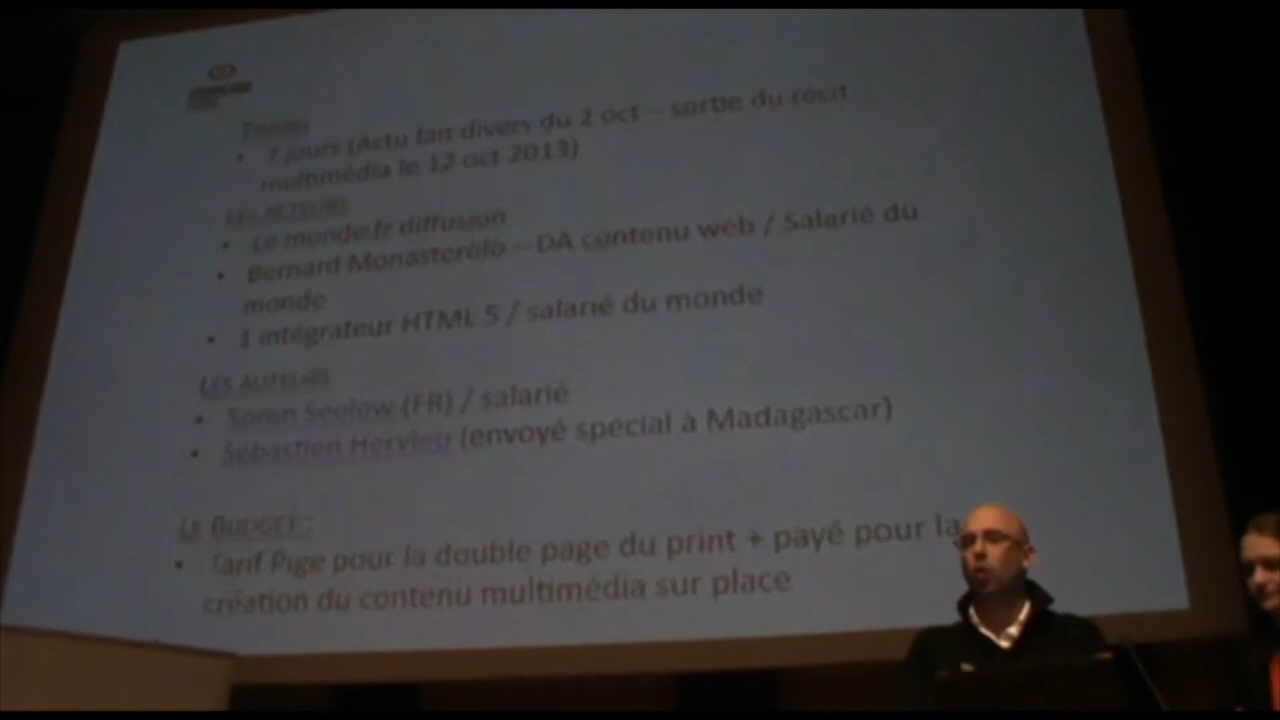 Timing
• 7 jours (Actu fait divers du 2 oct – sortie du récit
multimédia le 12 oct 2013)
Les acteurs
• Le monde.fr diffusion
• Bernard Monasterolo – DA contenu web / Salarié du
monde
• 1 intégrateur HTML 5 / salarié du monde
Les auteurs
• Soren Seelow (FR) / salarié
• Sébastien Hervieu (envoyé spécial à Madagascar)
Le Budget :
• Tarif Pige pour la double page du print + payé pour la
création du contenu multimédia sur place